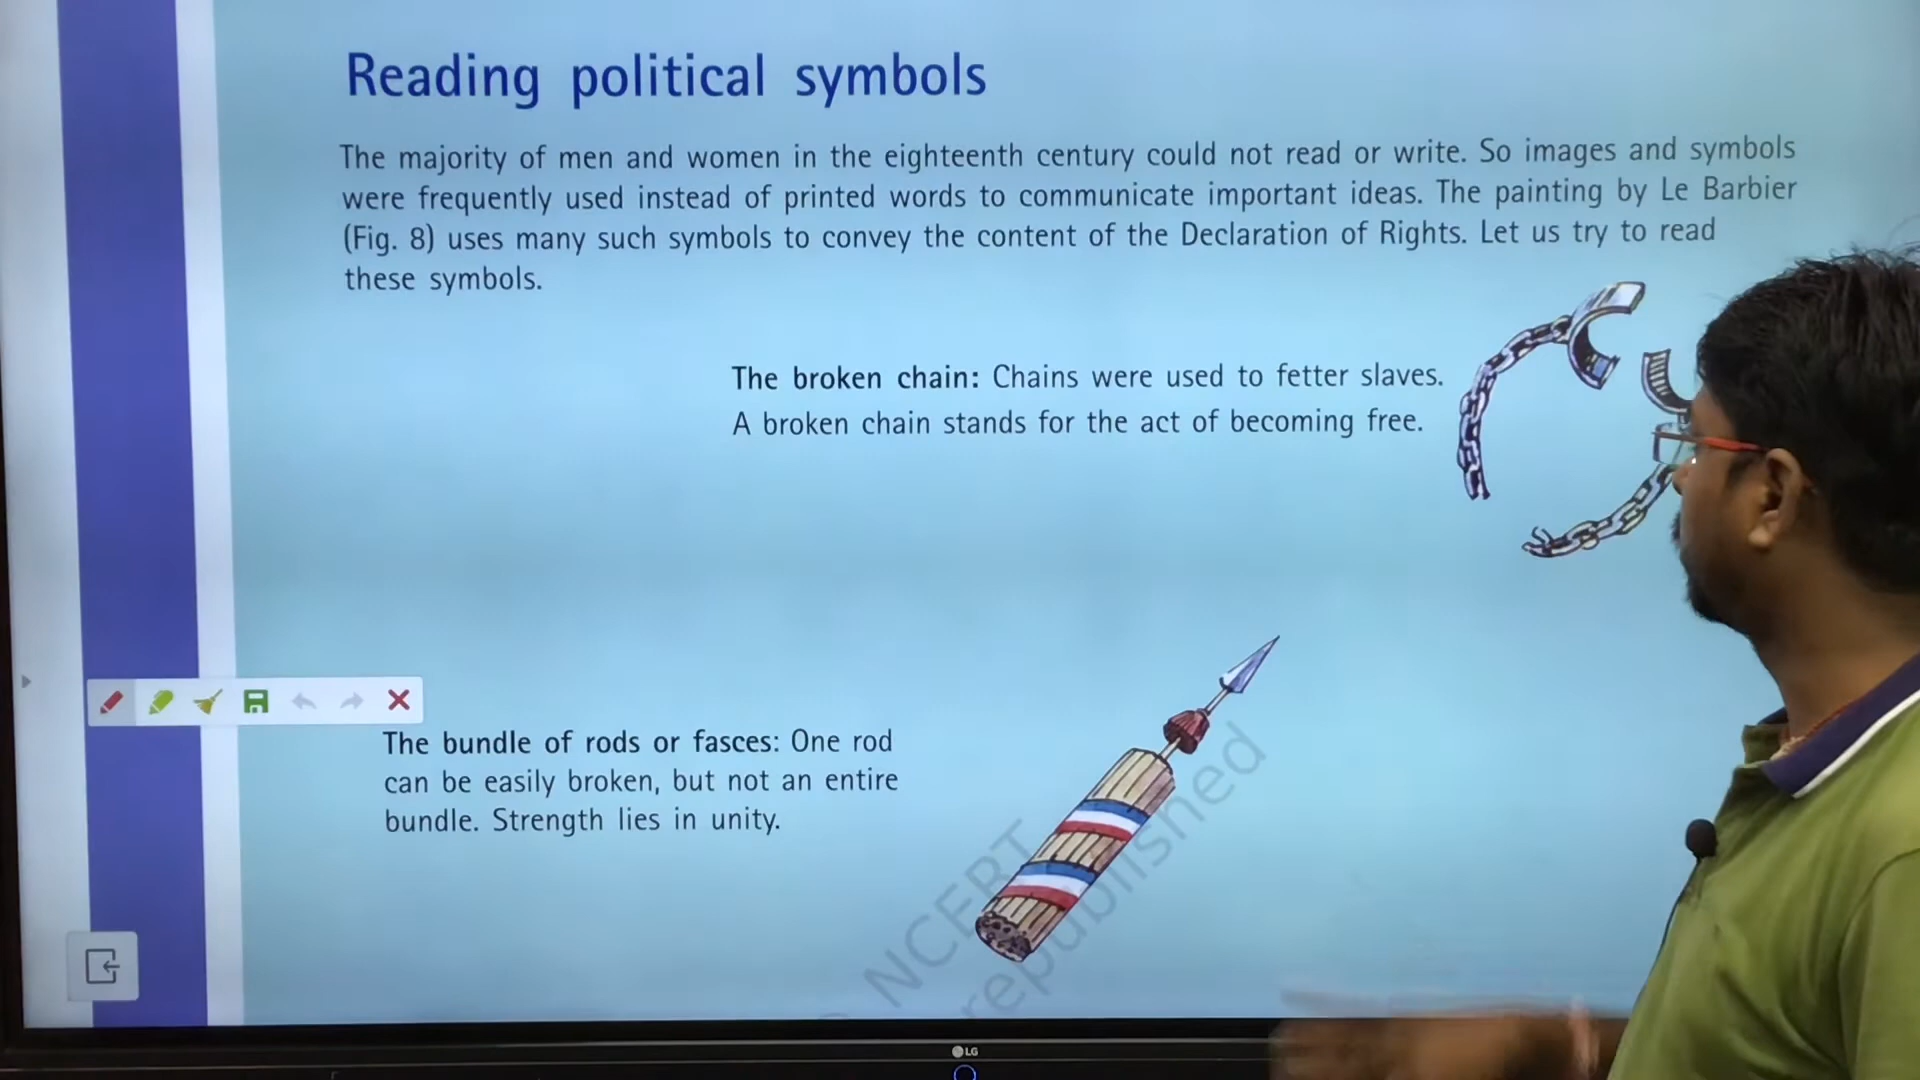 Reading political symbols
The majority of men and women in the eighteenth century could not read or write. So images and symbols
were frequently used instead of printed words to communicate important ideas. The painting by Le Barbier
(Fig. 8) uses many such symbols to convey the content of the Declaration of Rights. Let us try to read
these symbols.
The broken chain: Chains were used to fetter slaves.
A broken chain stands for the act of becoming free.
The bundle of rods or fasces: One rod
can be easily broken, but not an entire
bundle. Strength lies in unity.
NCERT
republished
LG